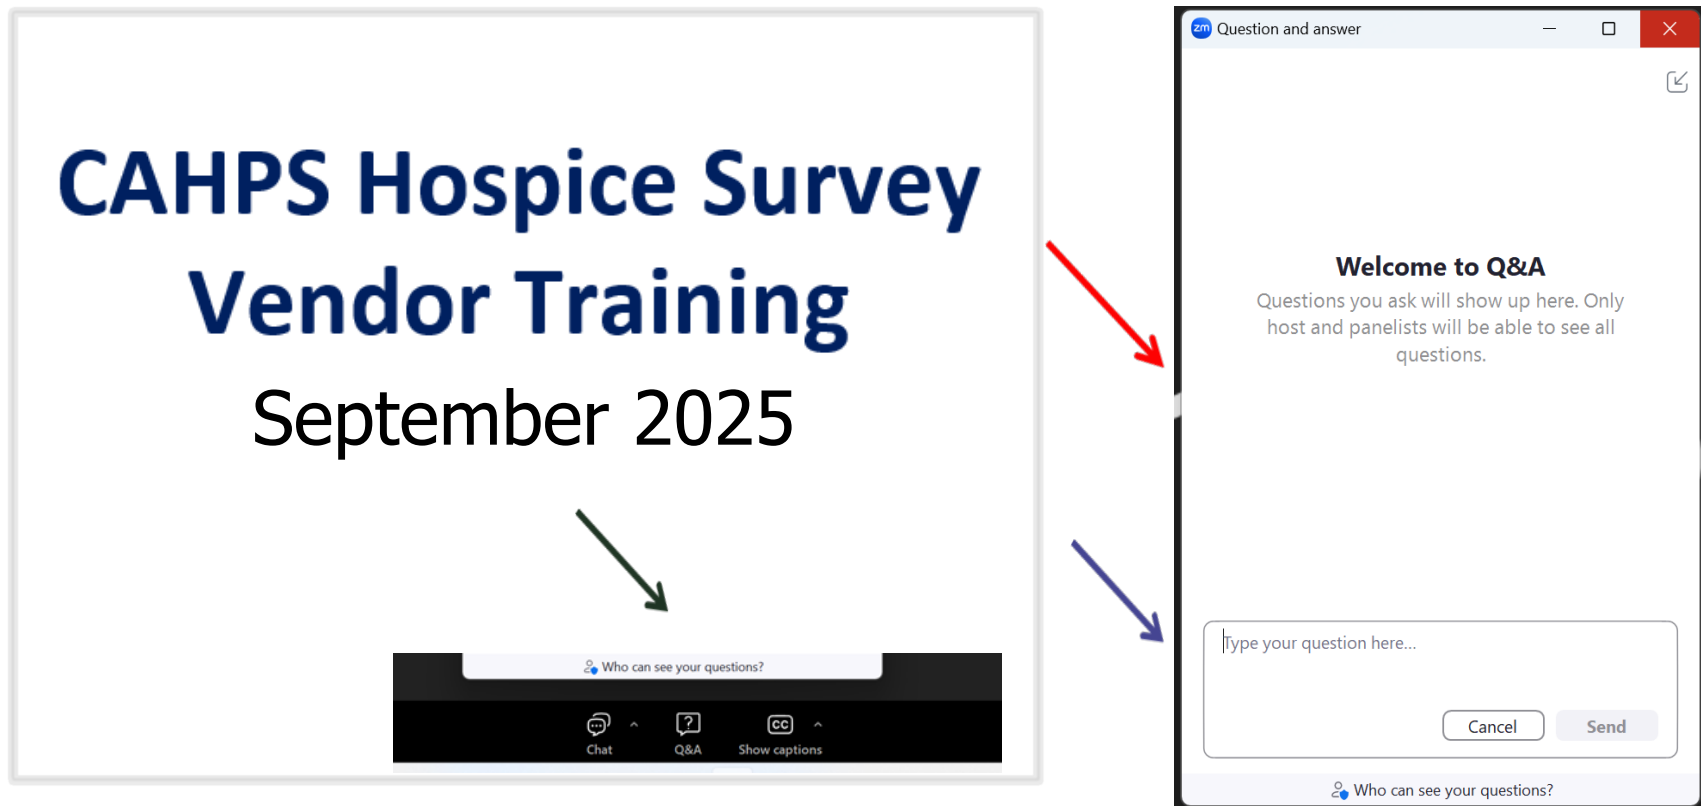 CAHPS Hospice Survey
Vendor Training
September 2025
Who can see your questions?
Chat
Q&A
CC
Show captions
zm Question and answer
Welcome to Q&A
Questions you ask will show up here. Only
host and panelists will be able to see all
questions.
Type your question here...
Cancel
Send
Who can see your questions?